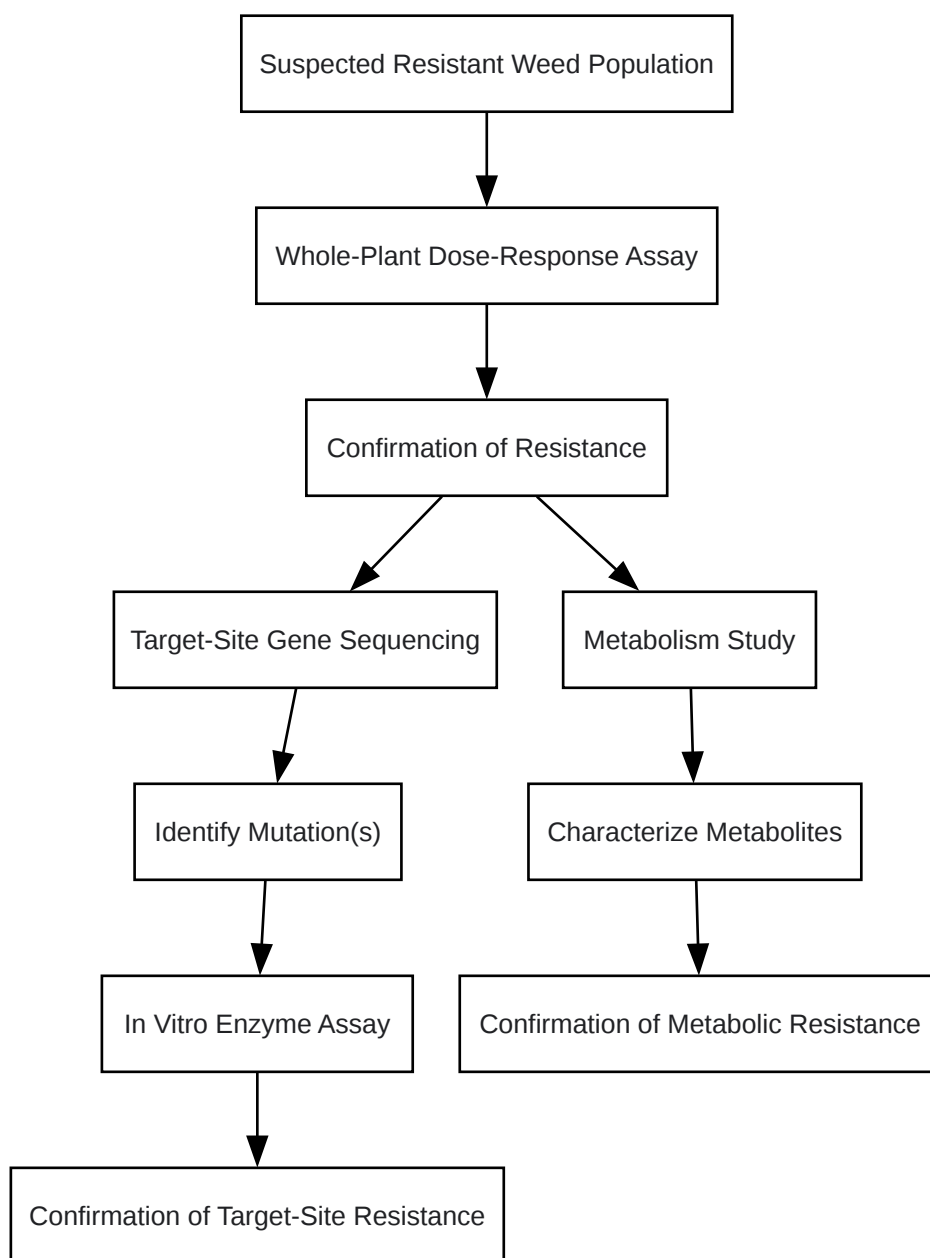 Suspected Resistant Weed Population
Whole-Plant Dose-Response Assay
Confirmation of Resistance
Target-Site Gene Sequencing
Metabolism Study
Identify Mutation(s)
Characterize Metabolites
In Vitro Enzyme Assay
Confirmation of Metabolic Resistance
Confirmation of Target-Site Resistance